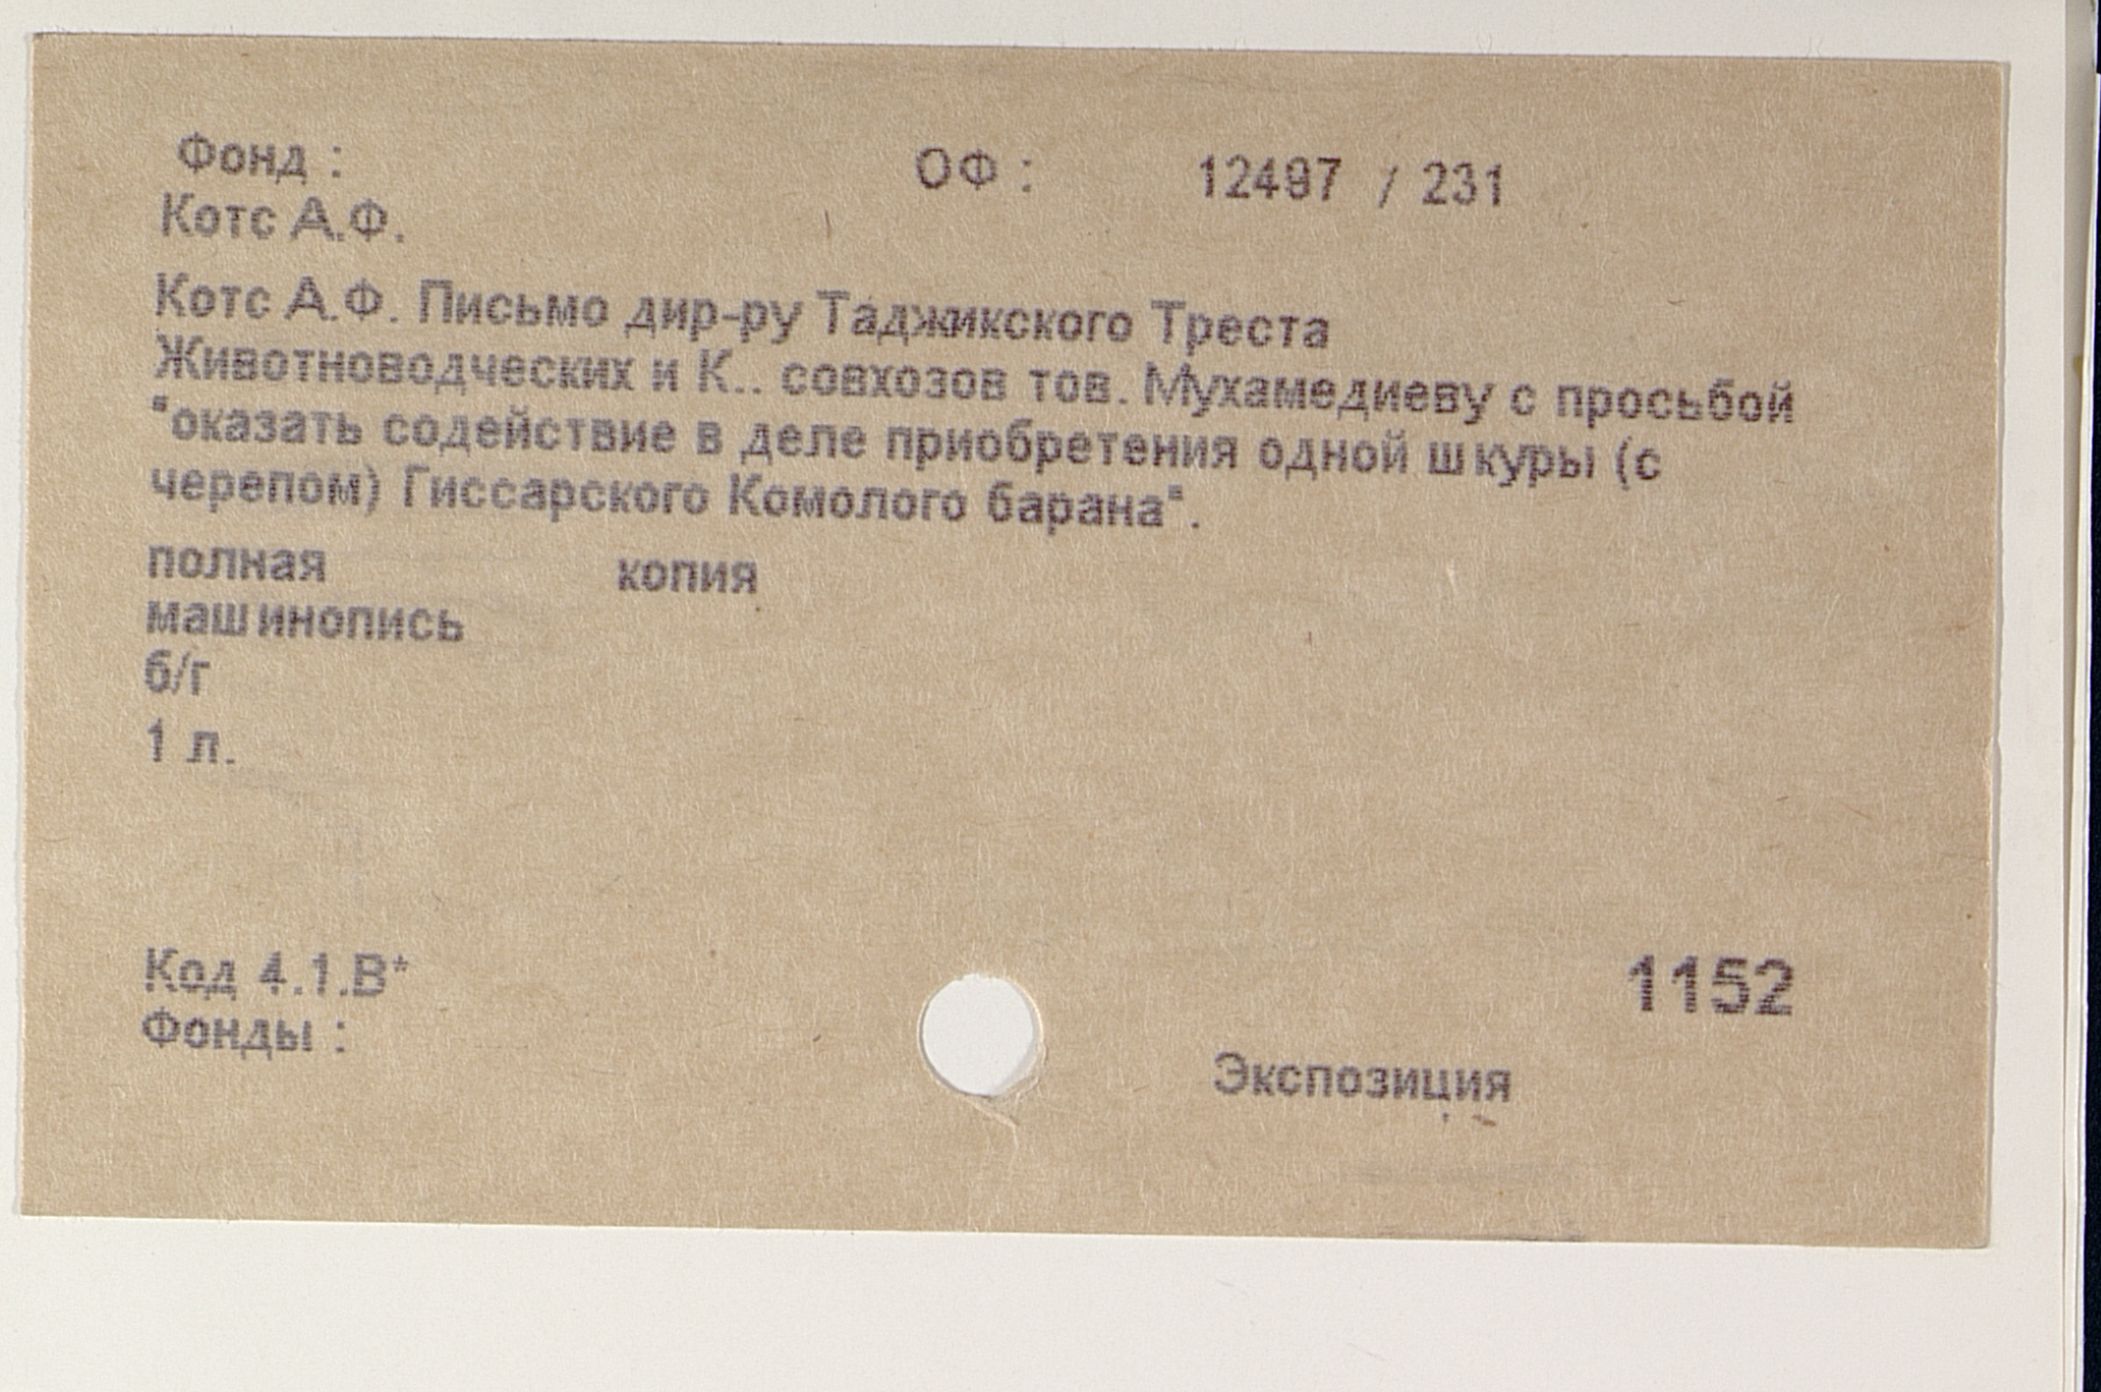 Фонд :
ОФ : 12497 / 231
Котс А.Ф.
Котс А.Ф. Письмо дир-ру Таджикского Треста
Животноводческих и К.. совхозов тов. Мухамедиеву с просьбой
"оказать содействие в деле приобретения одной шкуры (с
черепом) Гиссарского Комолого барана".
полная копия
машинопись
б/г
1 л.
Код 4.1.В*
1152
Фонды :
Экспозиция